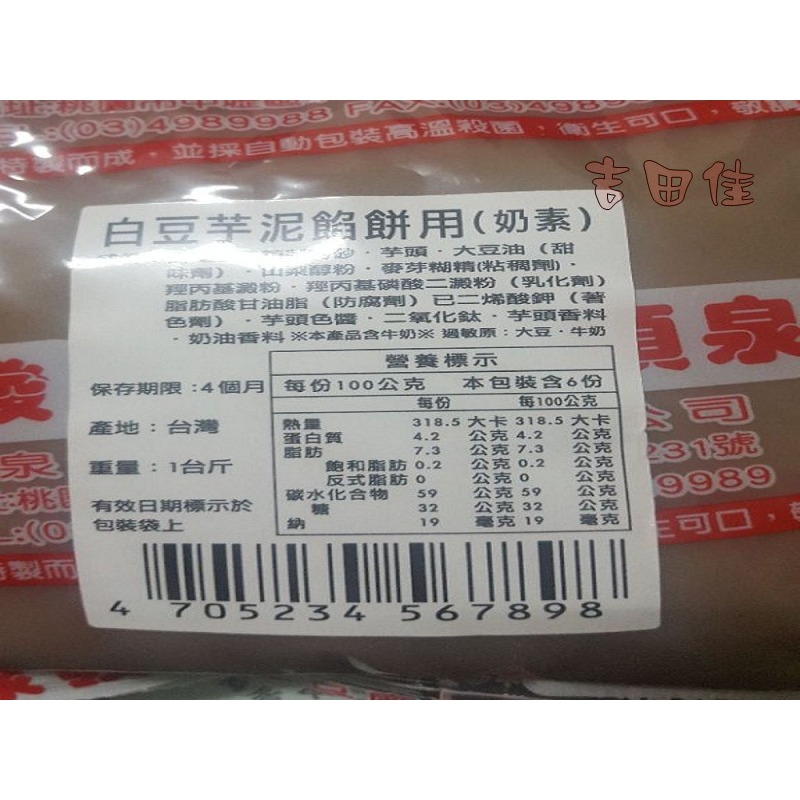 (03)4989988 FAX:(03)4989
特製而成，並採自動包裝高溫殺菌，衛生可口，敬請
吉田佳
白豆芋泥餡餅用(奶素)
砂．芋頭．大豆油（甜
味劑）．山梨醇粉．麥芽糊精(粘稠劑)．
羥丙基澱粉．羥丙基磷酸二澱粉（乳化劑）
脂肪酸甘油脂（防腐劑）已二烯酸鉀（著
色劑）．芋頭色醬．二氧化鈦．芋頭香料
．奶油香料 ※本產品含牛奶※ 過敏原：大豆．牛奶
保存期限：4個月
產地：台灣
重量：1台斤
有效日期標示於
包裝袋上
營養標示
每份100公克 本包裝含6份
每份 每100公克
熱量 318.5 大卡 318.5 大卡
蛋白質 4.2 公克 4.2 公克
脂肪 7.3 公克 7.3 公克
飽和脂肪 0.2 公克 0.2 公克
反式脂肪 0 公克 0 公克
碳水化合物 59 公克 59 公克
糖 32 公克 32 公克
鈉 19 毫克 19 毫克
泉
公司
231號
9989
可口，
特製而
4 705234 567898